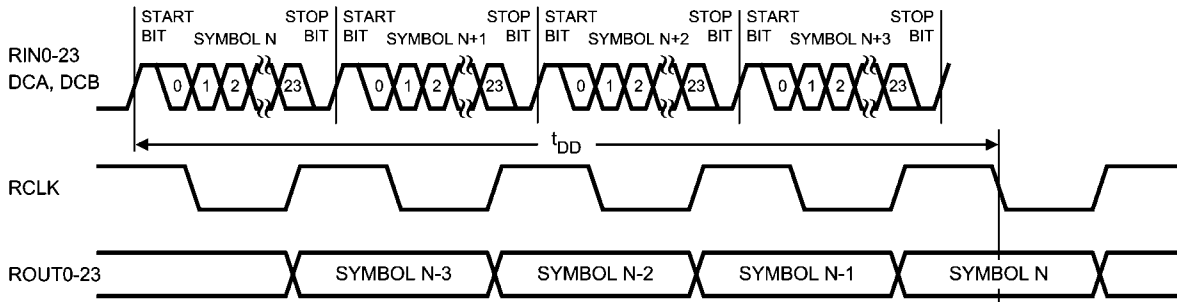 START STOP START STOP START STOP START STOP
BIT SYMBOL N BIT BIT SYMBOL N+1 BIT BIT SYMBOL N+2 BIT BIT SYMBOL N+3 BIT
RIN0-23
DCA, DCB
0 1 2 23 0 1 2 23 0 1 2 23 0 1 2 23
tDD
RCLK
ROUT0-23 SYMBOL N-3 SYMBOL N-2 SYMBOL N-1 SYMBOL N